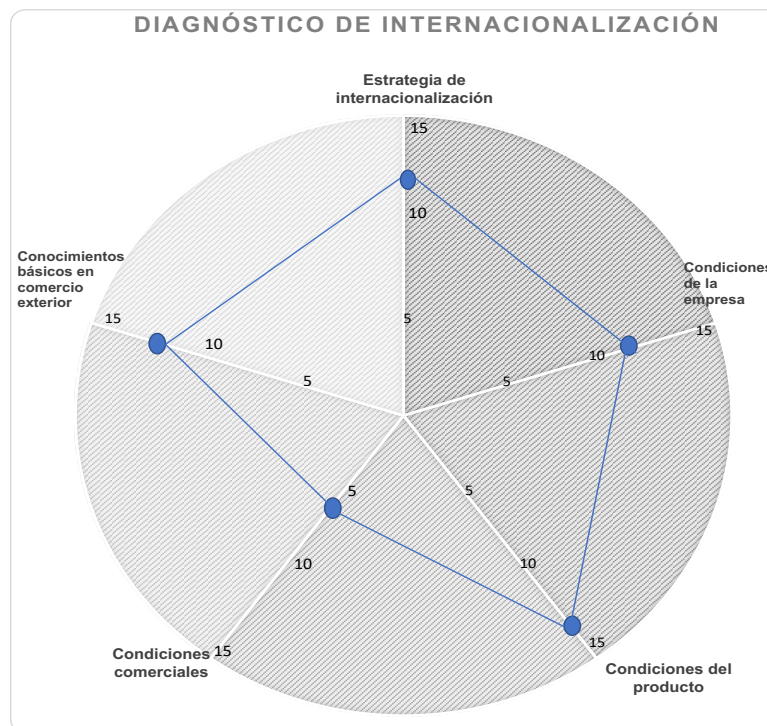 DIAGNÓSTICO DE INTERNACIONALIZACIÓN
Estrategia de
internacionalización
15
10
5
Condiciones
de la
empresa
15
10
5
Condiciones del
producto
15
10
5
Condiciones
comerciales
15
10
5
Conocimientos
básicos en
comercio
exterior
15
10
5